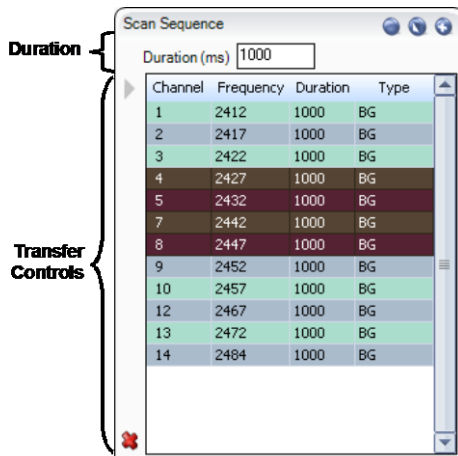 Scan Sequence
Duration
Duration (ms) 1000
Channel Frequency Duration Type
1 2412 1000 BG
2 2417 1000 BG
3 2422 1000 BG
4 2427 1000 BG
5 2432 1000 BG
7 2442 1000 BG
8 2447 1000 BG
9 2452 1000 BG
10 2457 1000 BG
12 2467 1000 BG
13 2472 1000 BG
14 2484 1000 BG
Transfer
Controls